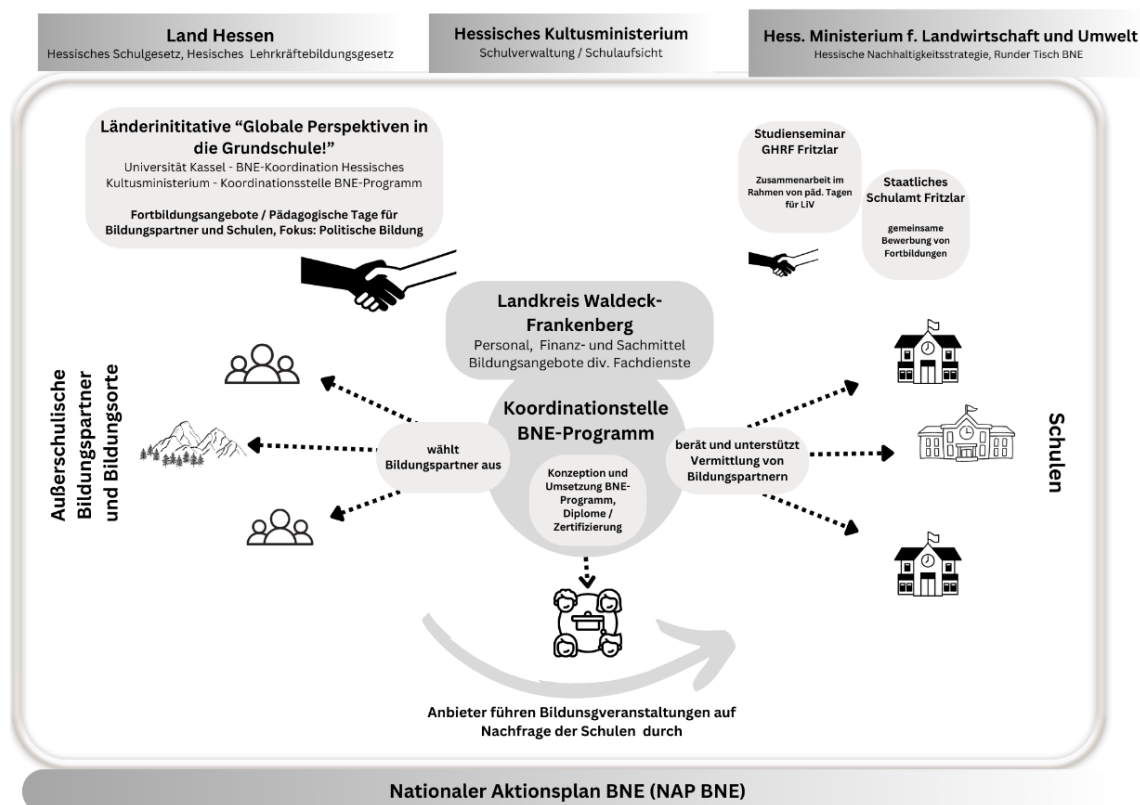 Land Hessen
Hessisches Schulgesetz, Hesisches Lehrkräftebildungsgesetz
Hessisches Kultusministerium
Schulverwaltung / Schulaufsicht
Hess. Ministerium f. Landwirtschaft und Umwelt
Hessische Nachhaltigkeitsstrategie, Runder Tisch BNE
Länderinititative “Globale Perspektiven in
die Grundschule!”
Universität Kassel - BNE-Koordination Hessisches
Kultusministerium - Koordinationsstelle BNE-Programm
Fortbildungsangebote / Pädagogische Tage für
Bildungspartner und Schulen, Fokus: Politische Bildung
Studienseminar
GHRF Fritzlar
Zusammenarbeit im
Rahmen von päd. Tagen
für LiV
Staatliches
Schulamt Fritzlar
gemeinsame
Bewerbung von
Fortbildungen
Landkreis Waldeck-
Frankenberg
Personal, Finanz- und Sachmittel
Bildungsangebote div. Fachdienste
Außerschulische
Bildungspartner
und Bildungsorte
wählt
Bildungspartner aus
Koordinationstelle
BNE-Programm
Konzeption und
Umsetzung BNE-
Programm,
Diplome /
Zertifizierung
berät und unterstützt
Vermittlung von
Bildungspartnern
Schulen
Anbieter führen Bildunsgveranstaltungen auf
Nachfrage der Schulen durch
Nationaler Aktionsplan BNE (NAP BNE)